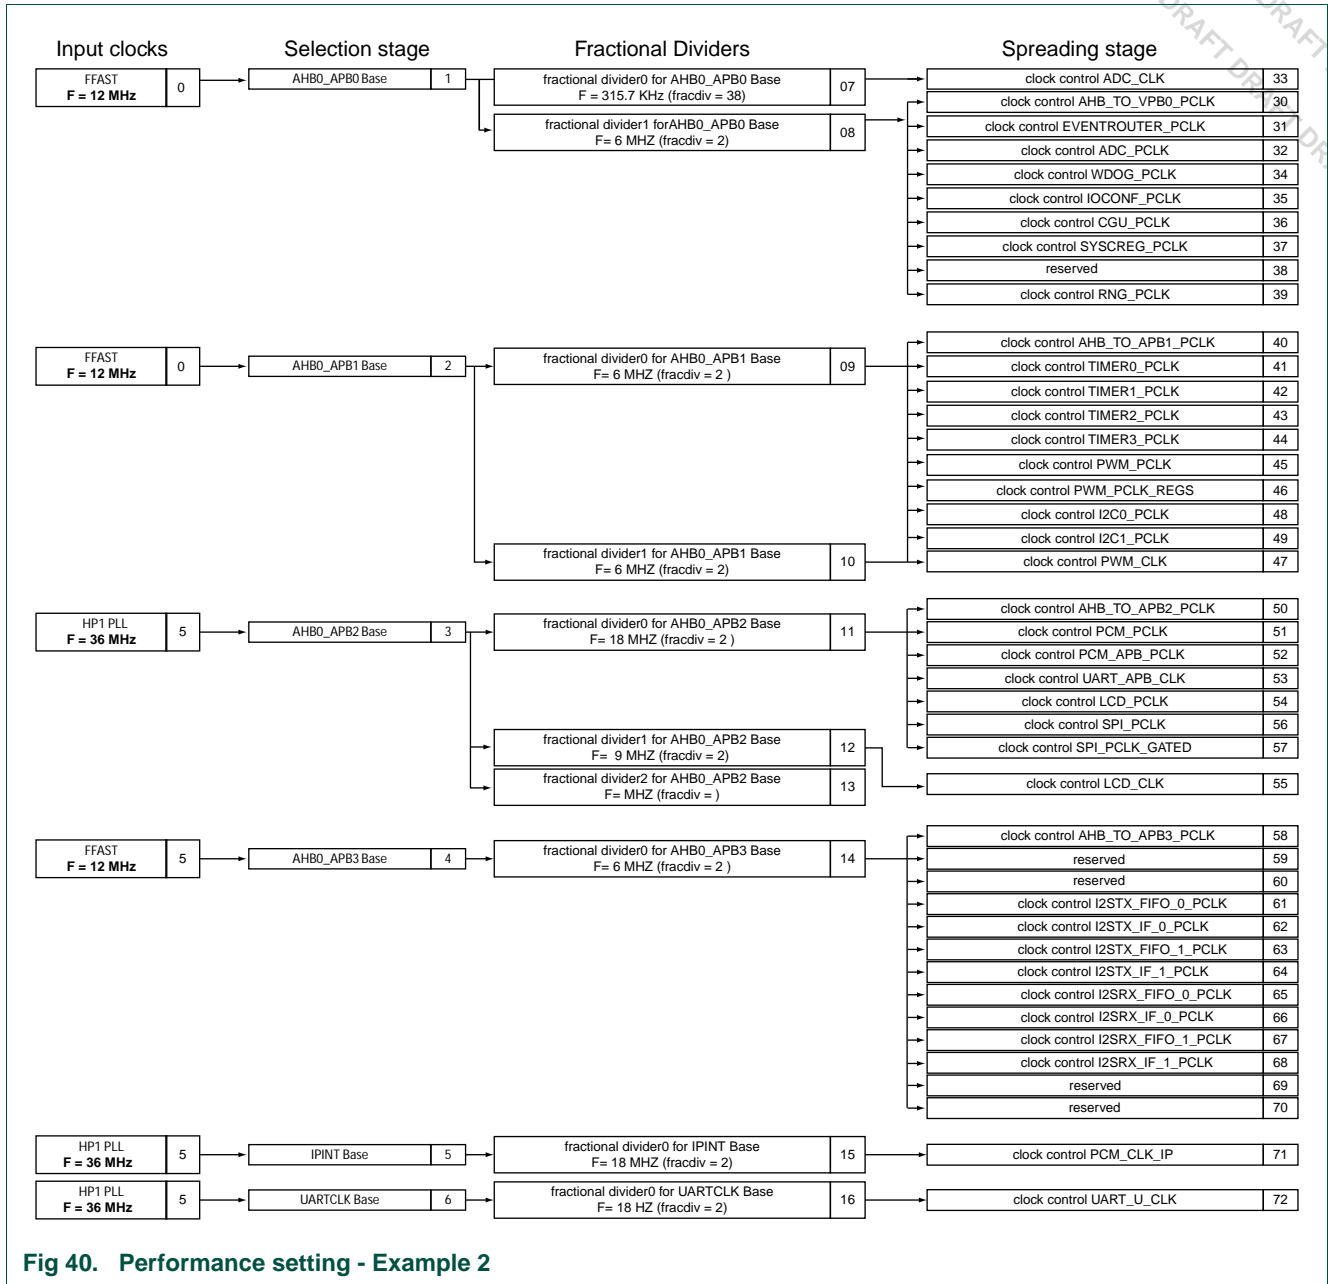 DRAFT DRAFT DRAFT DRA
DRAFT
Input clocks Selection stage Fractional Dividers Spreading stage
FFAST
F = 12 MHz
0
AHB0_APB0 Base 1
fractional divider0 for AHB0_APB0 Base
F = 315.7 KHz (fracdiv = 38)
07
clock control ADC_CLK 33
clock control AHB_TO_VPB0_PCLK 30
fractional divider1 forAHB0_APB0 Base
F= 6 MHZ (fracdiv = 2)
08
clock control EVENTROUTER_PCLK 31
clock control ADC_PCLK 32
clock control WDOG_PCLK 34
clock control IOCONF_PCLK 35
clock control CGU_PCLK 36
clock control SYSCREG_PCLK 37
reserved 38
clock control RNG_PCLK 39
FFAST
F = 12 MHz
0
AHB0_APB1 Base 2
fractional divider0 for AHB0_APB1 Base
F= 6 MHZ (fracdiv = 2 )
09
clock control AHB_TO_APB1_PCLK 40
clock control TIMER0_PCLK 41
clock control TIMER1_PCLK 42
clock control TIMER2_PCLK 43
clock control TIMER3_PCLK 44
clock control PWM_PCLK 45
clock control PWM_PCLK_REGS 46
clock control I2C0_PCLK 48
clock control I2C1_PCLK 49
fractional divider1 for AHB0_APB1 Base
F= 6 MHZ (fracdiv = 2)
10
clock control PWM_CLK 47
HP1 PLL
F = 36 MHz
5
AHB0_APB2 Base 3
fractional divider0 for AHB0_APB2 Base
F= 18 MHZ (fracdiv = 2 )
11
clock control AHB_TO_APB2_PCLK 50
clock control PCM_PCLK 51
clock control PCM_APB_PCLK 52
clock control UART_APB_CLK 53
clock control LCD_PCLK 54
clock control SPI_PCLK 56
clock control SPI_PCLK_GATED 57
fractional divider1 for AHB0_APB2 Base
F= 9 MHZ (fracdiv = 2)
12
fractional divider2 for AHB0_APB2 Base
F= MHZ (fracdiv = )
13
clock control LCD_CLK 55
FFAST
F = 12 MHz
5
AHB0_APB3 Base 4
fractional divider0 for AHB0_APB3 Base
F= 6 MHZ (fracdiv = 2 )
14
clock control AHB_TO_APB3_PCLK 58
reserved 59
reserved 60
clock control I2STX_FIFO_0_PCLK 61
clock control I2STX_IF_0_PCLK 62
clock control I2STX_FIFO_1_PCLK 63
clock control I2STX_IF_1_PCLK 64
clock control I2SRX_FIFO_0_PCLK 65
clock control I2SRX_IF_0_PCLK 66
clock control I2SRX_FIFO_1_PCLK 67
clock control I2SRX_IF_1_PCLK 68
reserved 69
reserved 70
HP1 PLL
F = 36 MHz
5
IPINT Base 5
fractional divider0 for IPINT Base
F= 18 MHZ (fracdiv = 2)
15
clock control PCM_CLK_IP 71
HP1 PLL
F = 36 MHz
5
UARTCLK Base 6
fractional divider0 for UARTCLK Base
F= 18 HZ (fracdiv = 2)
16
clock control UART_U_CLK 72
Fig 40. Performance setting - Example 2